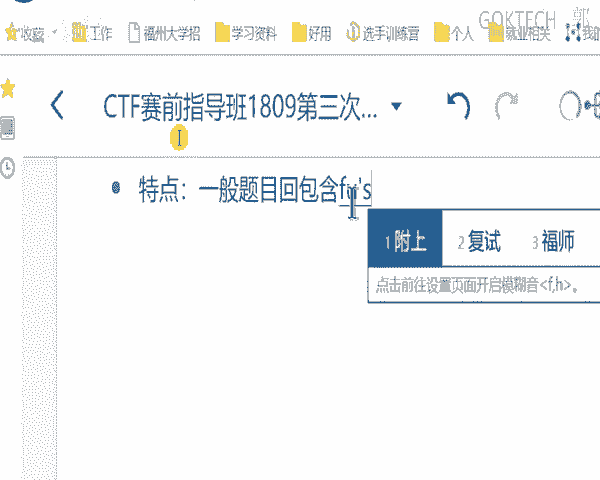 GOKTECH 郭
收藏 工作 福州大学招 学习资料 好用 选手训练营 个人 就业相关 我的
CTF赛前指导班1809第三次...
特点：一般题目回包含fu's
1 附上 2 复试 3 福师
点击前往设置页面开启模糊音<f,h>。